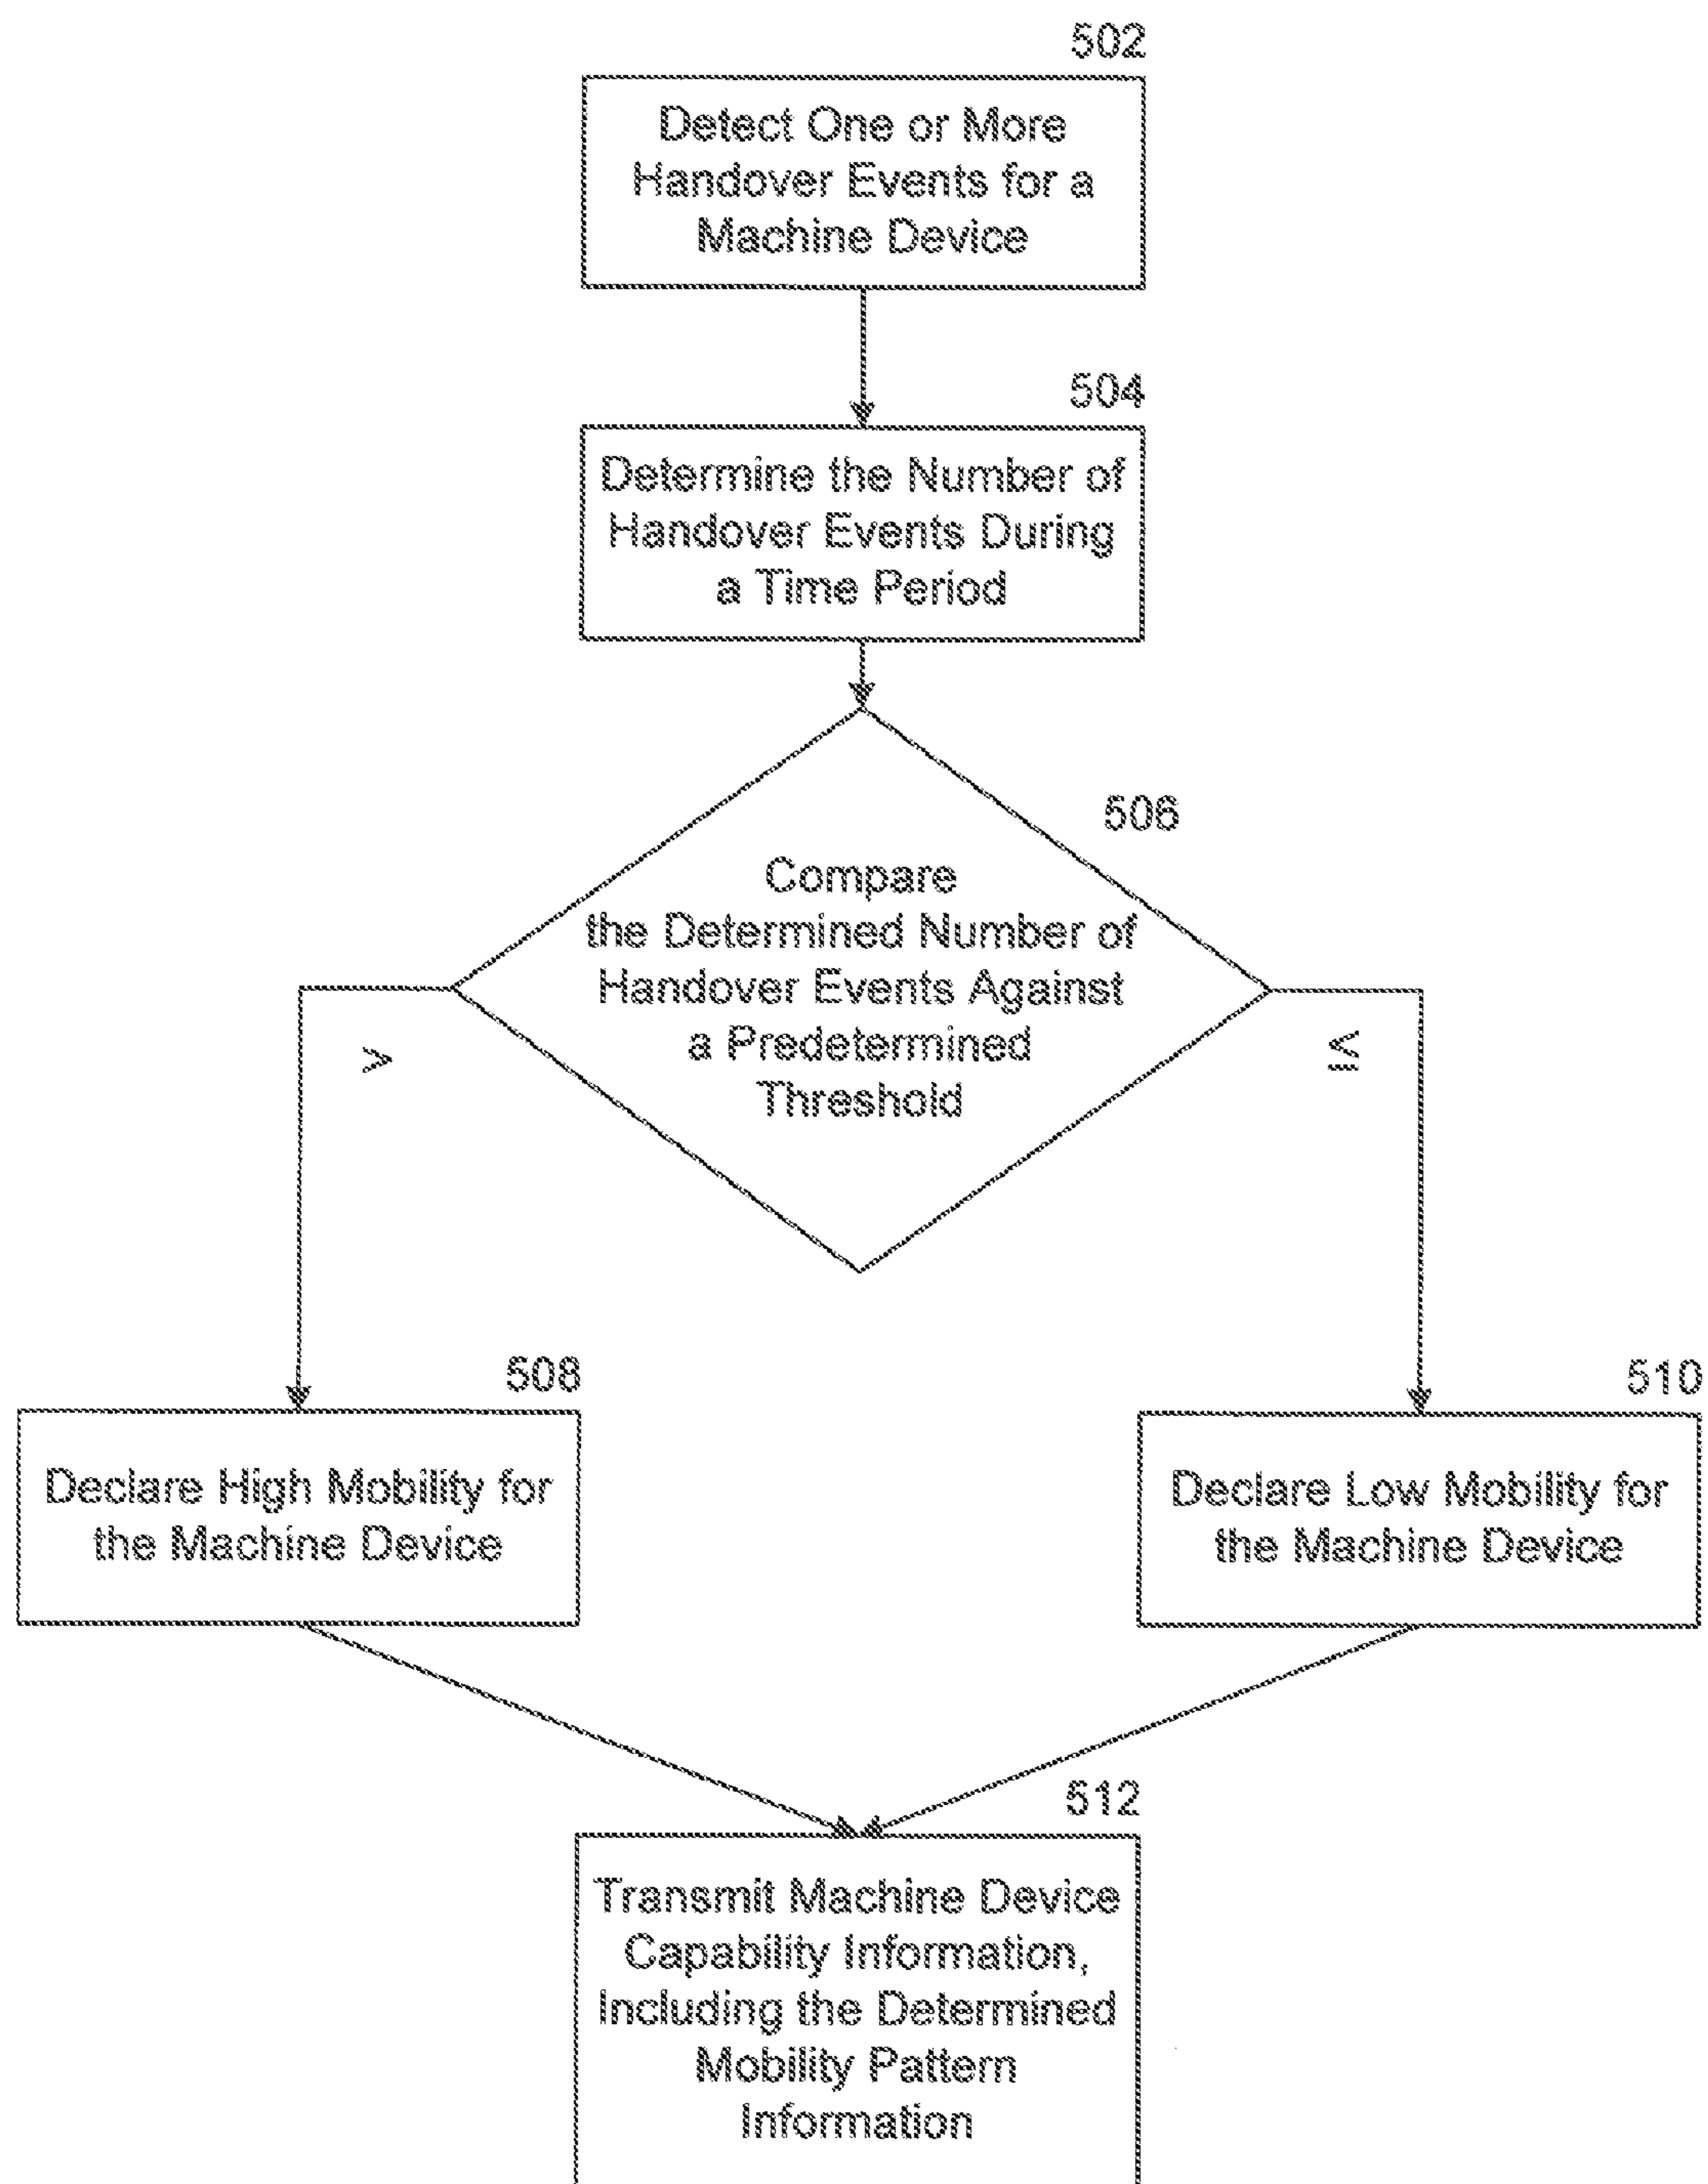 502
Detect One or More
Handover Events for a
Machine Device
504
Determine the Number of
Handover Events During
a Time Period
506
Compare
the Determined Number of
Handover Events Against
a Predetermined
Threshold
>
≤
508
Declare High Mobility for
the Machine Device
510
Declare Low Mobility for
the Machine Device
512
Transmit Machine Device
Capability Information,
Including the Determined
Mobility Pattern
Information